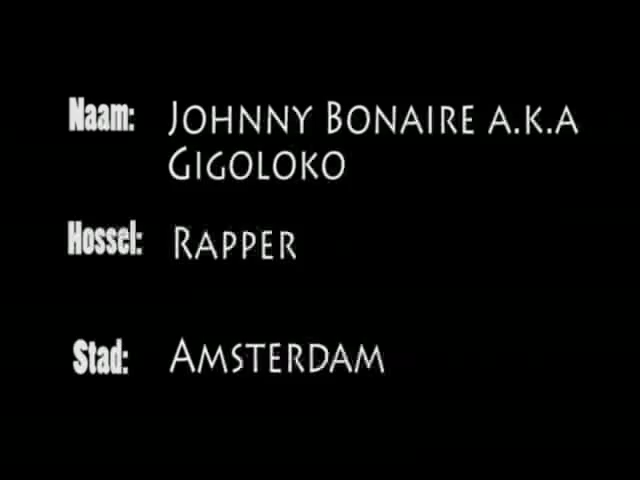 Naam: JOHNNY BONAIRE A.K.A
GIGOLOKO
Hossel: RAPPER
Stad: AMSTERDAM